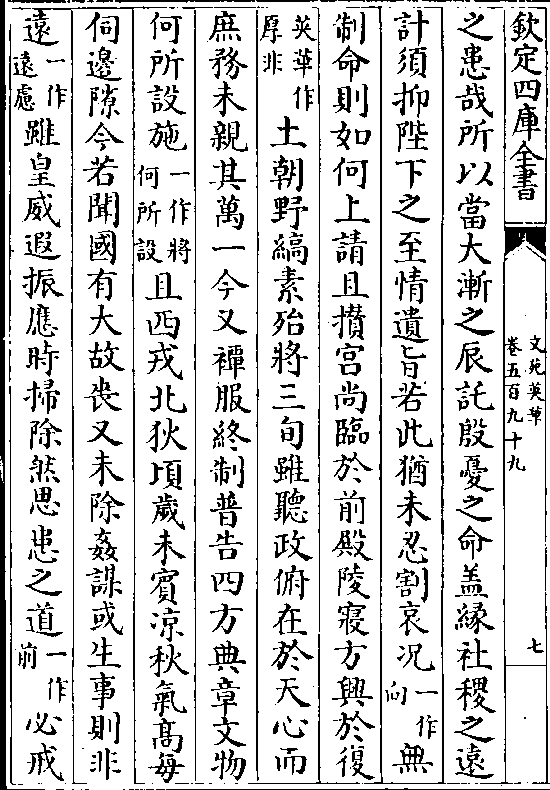 欽定四庫全書
文苑英華
卷五百九十九
七
之患哉所以當大漸之辰託殷憂之命盖緣社稷之遠
計須抑陛下之至情遺旨若此猶未忍割哀况一作向無
制命則如何上請且攢宮尚臨於前殿陵寢方興於復
英華作厚非土朝野縞素殆將三旬雖聽政俯在於天心而
庶務未親其萬一今又禫服終制普告四方典章文物
何所設施一作將何所設且西戎北狄頃歲未賓涼秋氣髙每
伺邊隙今若聞國有大故喪又未除姦謀或生事則非
遠一作遠慮雖皇威遐振應時掃除然思患之道一作前必戒